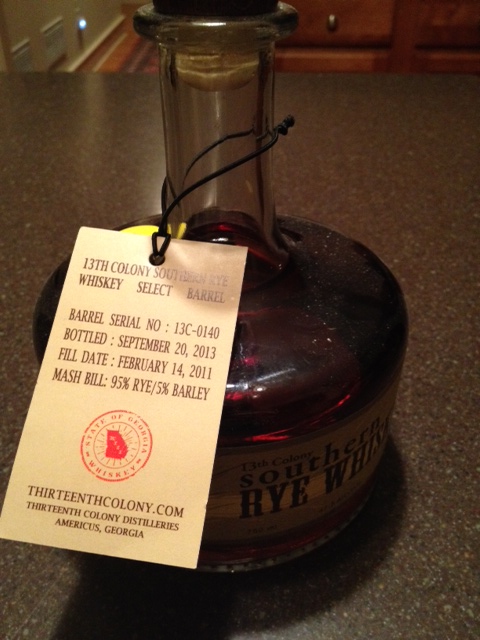 13TH COLONY SOUTHERN RYE
WHISKEY SELECT BARREL
BARREL SERIAL NO : 13C-0140
BOTTLED : SEPTEMBER 20, 2013
FILL DATE : FEBRUARY 14, 2011
MASH BILL: 95% RYE/5% BARLEY
STATE OF GEORGIA
WHISKEY
THIRTEENTHCOLONY.COM
THIRTEENTH COLONY DISTILLERIES
AMERICUS, GEORGIA
13th Colony
southern
RYE WHIS